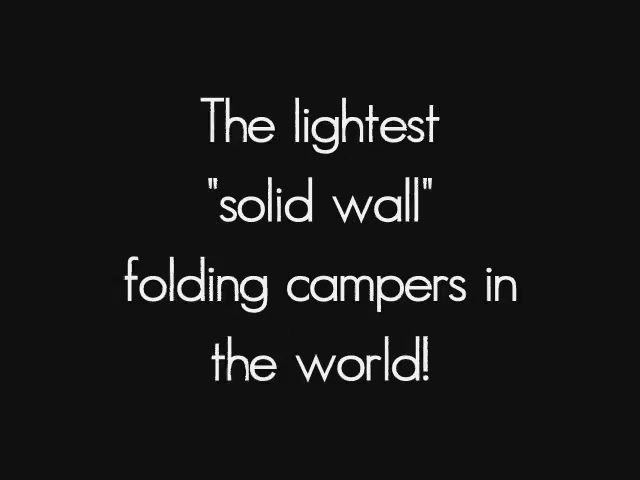 The lightest
"solid wall"
folding campers in
the world!